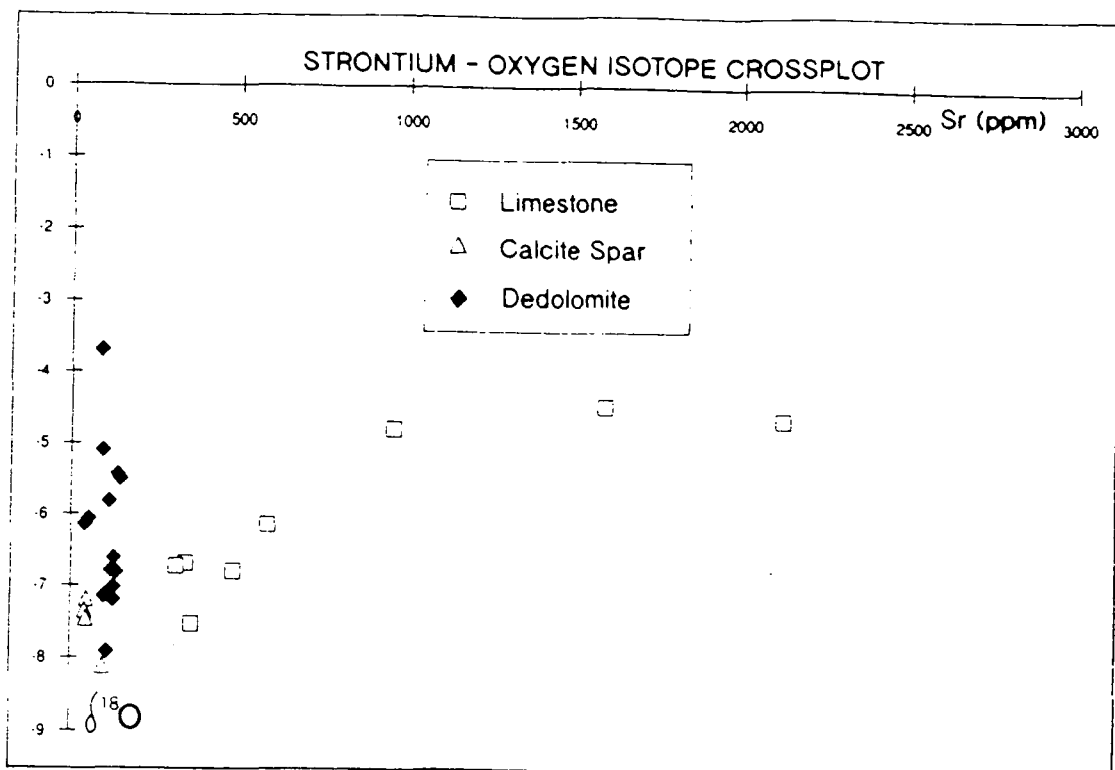 STRONTIUM - OXYGEN ISOTOPE CROSSPLOT
0
0 500 1000 1500 2000 2500 Sr (ppm) 3000
-1
-2
-3
-4
-5
-6
-7
-8
-9
Limestone
Calcite Spar
Dedolomite
δ18O